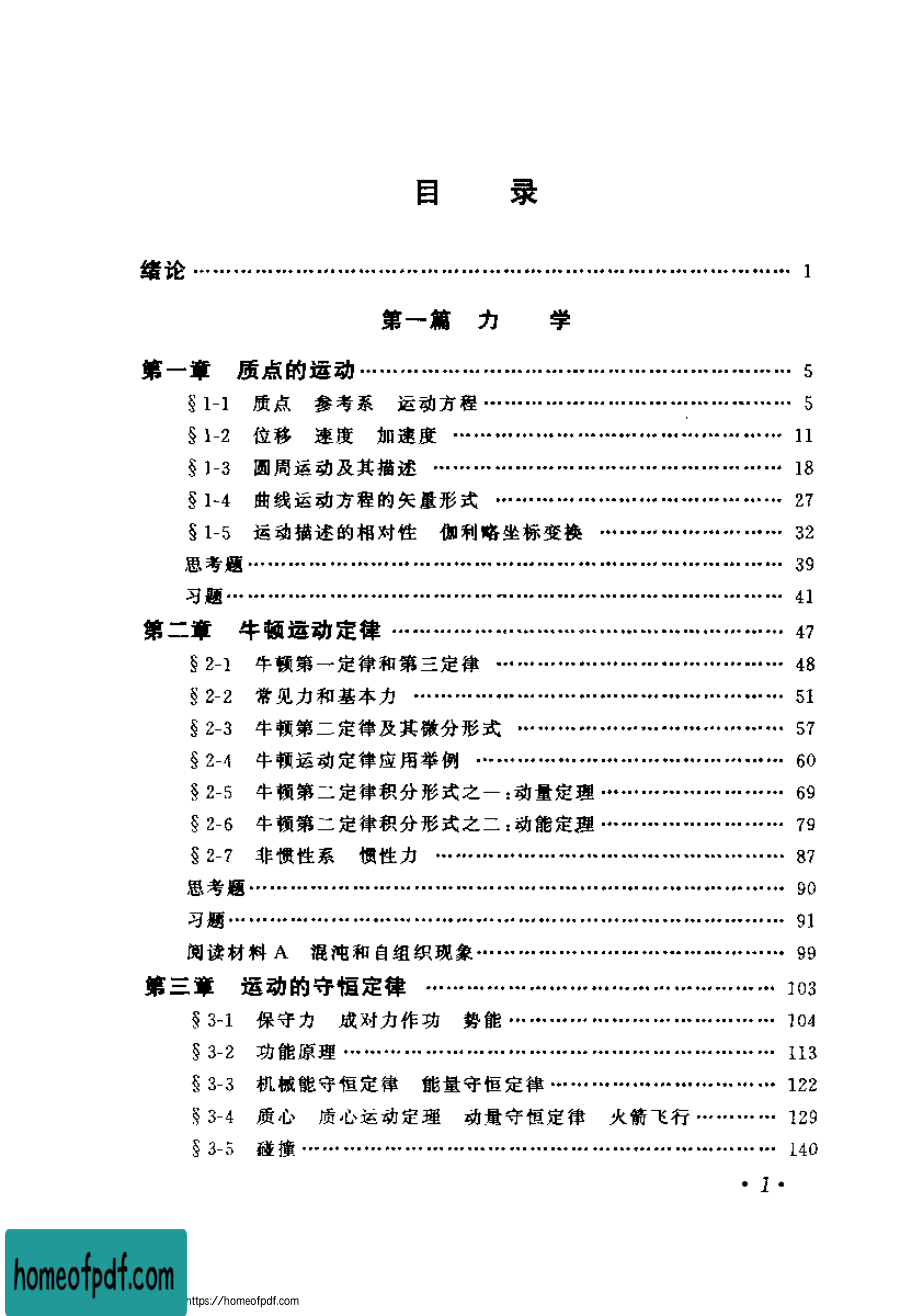 目 录
绪论 …………………………………………………………………… 1
第一篇 力 学
第一章 质点的运动 ………………………………………………… 5
§1-1 质点 参考系 运动方程 ……………………………………… 5
§1-2 位移 速度 加速度 ………………………………………… 11
§1-3 圆周运动及其描述 ………………………………………… 18
§1-4 曲线运动方程的矢量形式 ………………………………… 27
§1-5 运动描述的相对性 伽利略坐标变换 ……………………… 32
思考题 …………………………………………………………… 39
习题 ……………………………………………………………… 41
第二章 牛顿运动定律 ……………………………………………… 47
§2-1 牛顿第一定律和第三定律 ………………………………… 48
§2-2 常见力和基本力 …………………………………………… 51
§2-3 牛顿第二定律及其微分形式 ……………………………… 57
§2-4 牛顿运动定律应用举例 …………………………………… 60
§2-5 牛顿第二定律积分形式之一:动量定理 …………………… 69
§2-6 牛顿第二定律积分形式之二:动能定理 …………………… 79
§2-7 非惯性系 惯性力 ………………………………………… 87
思考题 …………………………………………………………… 90
习题 ……………………………………………………………… 91
阅读材料 A 混沌和自组织现象 …………………………………… 99
第三章 运动的守恒定律 …………………………………………… 103
§3-1 保守力 成对力作功 势能 ………………………………… 104
§3-2 功能原理 …………………………………………………… 113
§3-3 机械能守恒定律 能量守恒定律 …………………………… 122
§3-4 质心 质心运动定理 动量守恒定律 火箭飞行 ………… 129
§3-5 碰撞 ………………………………………………………… 140
· 1 ·
homeofpdf.com
https://homeofpdf.com